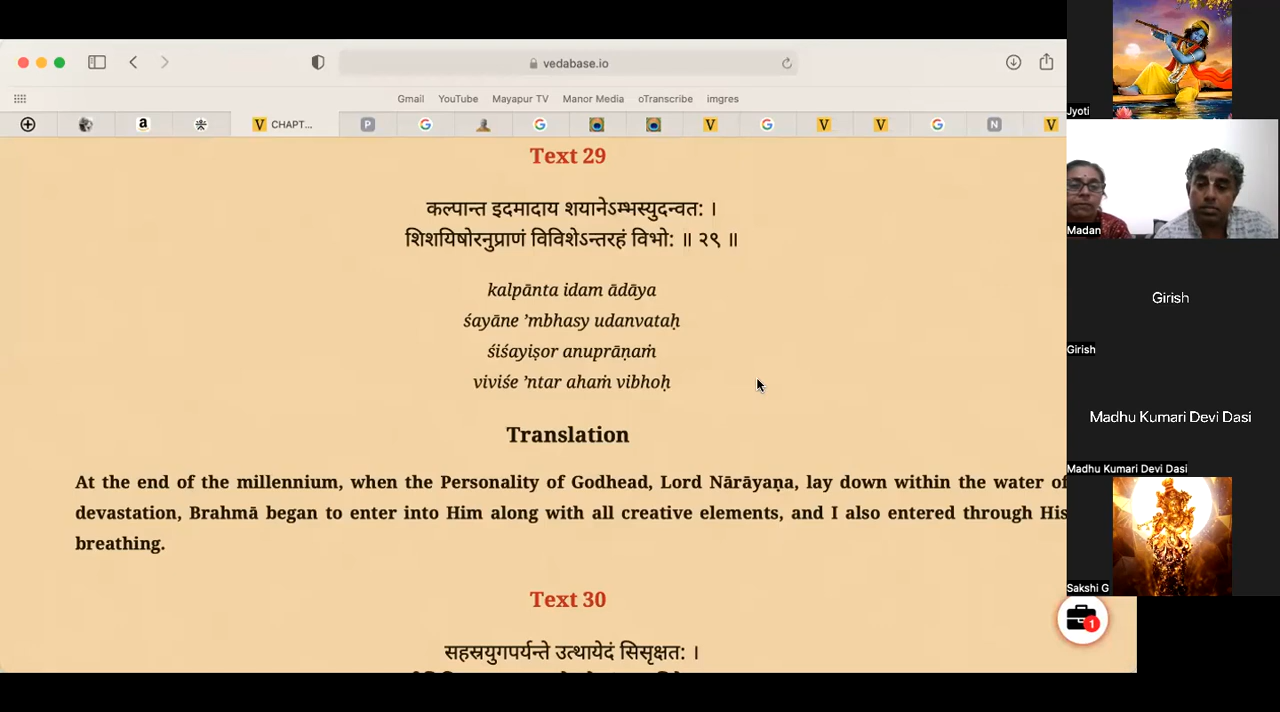 vedabase.io
Gmail YouTube Mayapur TV Manor Media oTranscribe imgres
CHAPT...
Text 29
कल्पान्त इदमादाय शयानेऽम्भस्युदन्वत: ।
शिशयिषोरनुप्राणं विविशेऽन्तरहं विभो: ॥ २९ ॥
kalpānta idam ādāya
śayāne ’mbhasy udanvataḥ
śiśayiṣor anuprāṇaṁ
viviśe ’ntar ahaṁ vibhoḥ
Translation
At the end of the millennium, when the Personality of Godhead, Lord Nārāyaṇa, lay down within the water of
devastation, Brahmā began to enter into Him along with all creative elements, and I also entered through His
breathing.
Text 30
सहस्रयुगपर्यन्ते उत्थायेदं सिसृक्षत: ।
1
Jyoti
Madan
Girish
Girish
Madhu Kumari Devi Dasi
Madhu Kumari Devi Dasi
Sakshi G